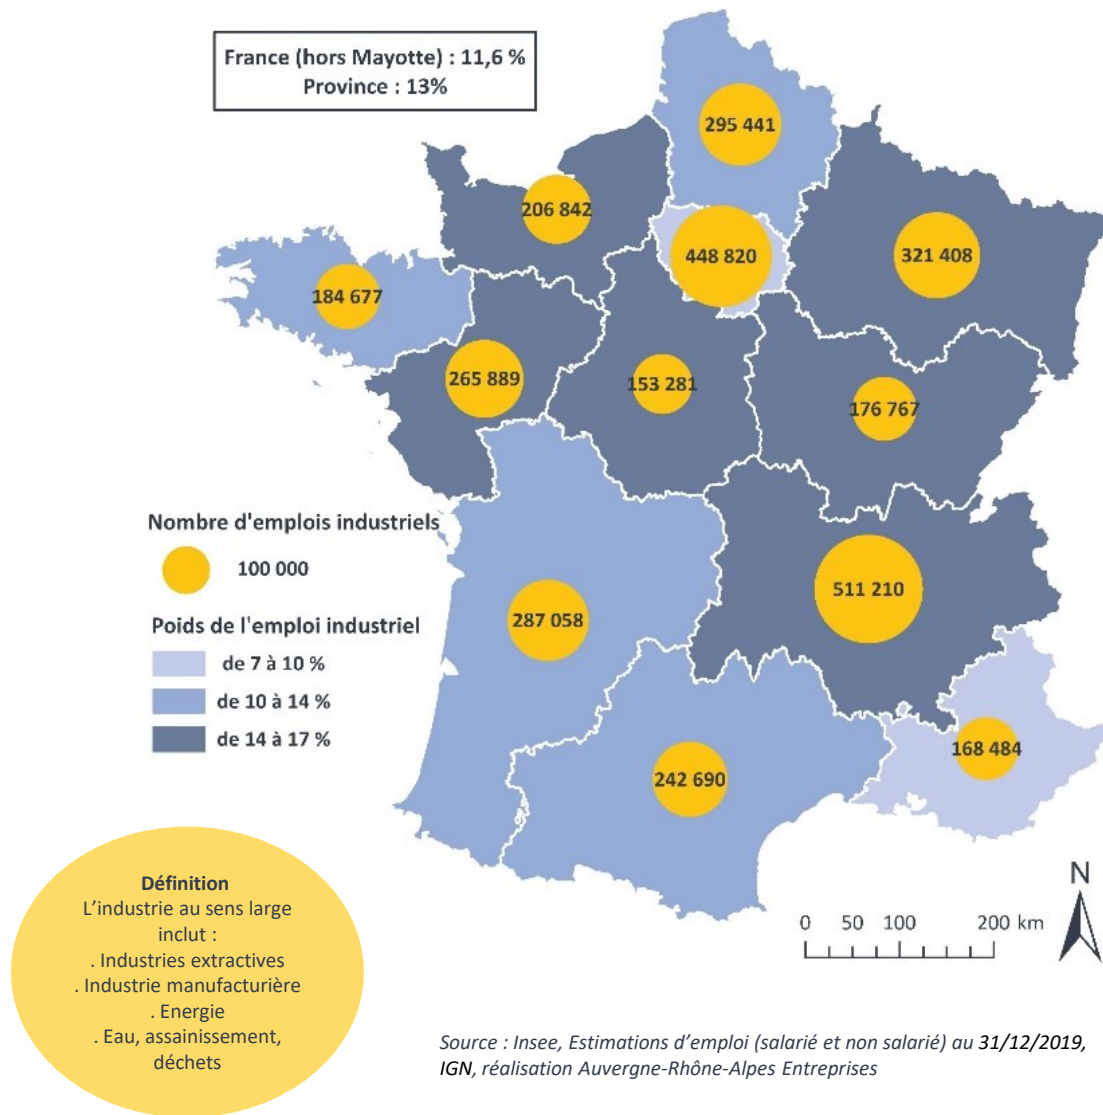 France (hors Mayotte) : 11,6 %
Province : 13%
295 441
206 842
448 820
321 408
184 677
265 889
153 281
176 767
Nombre d'emplois industriels
100 000
511 210
287 058
Poids de l'emploi industriel
de 7 à 10 %
de 10 à 14 %
de 14 à 17 %
168 484
242 690
Définition
L'industrie au sens large
inclut :
. Industries extractives
. Industrie manufacturière
. Energie
. Eau, assainissement,
déchets
N
0 50 100 200 km
Source : Insee, Estimations d'emploi (salarié et non salarié) au 31/12/2019,
IGN, réalisation Auvergne-Rhône-Alpes Entreprises